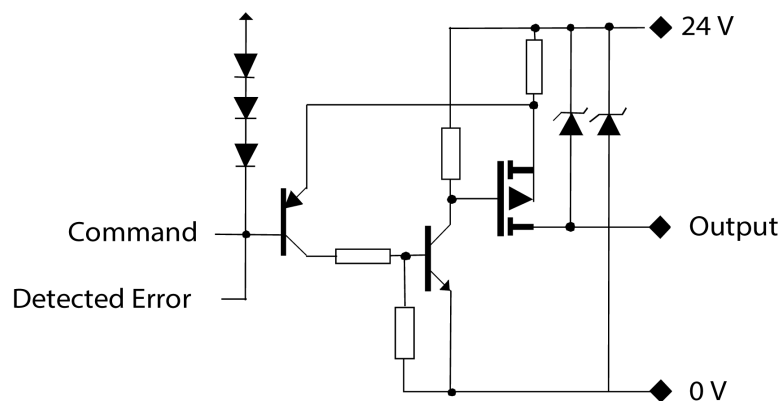 24 V
Command
Output
Detected Error
0 V